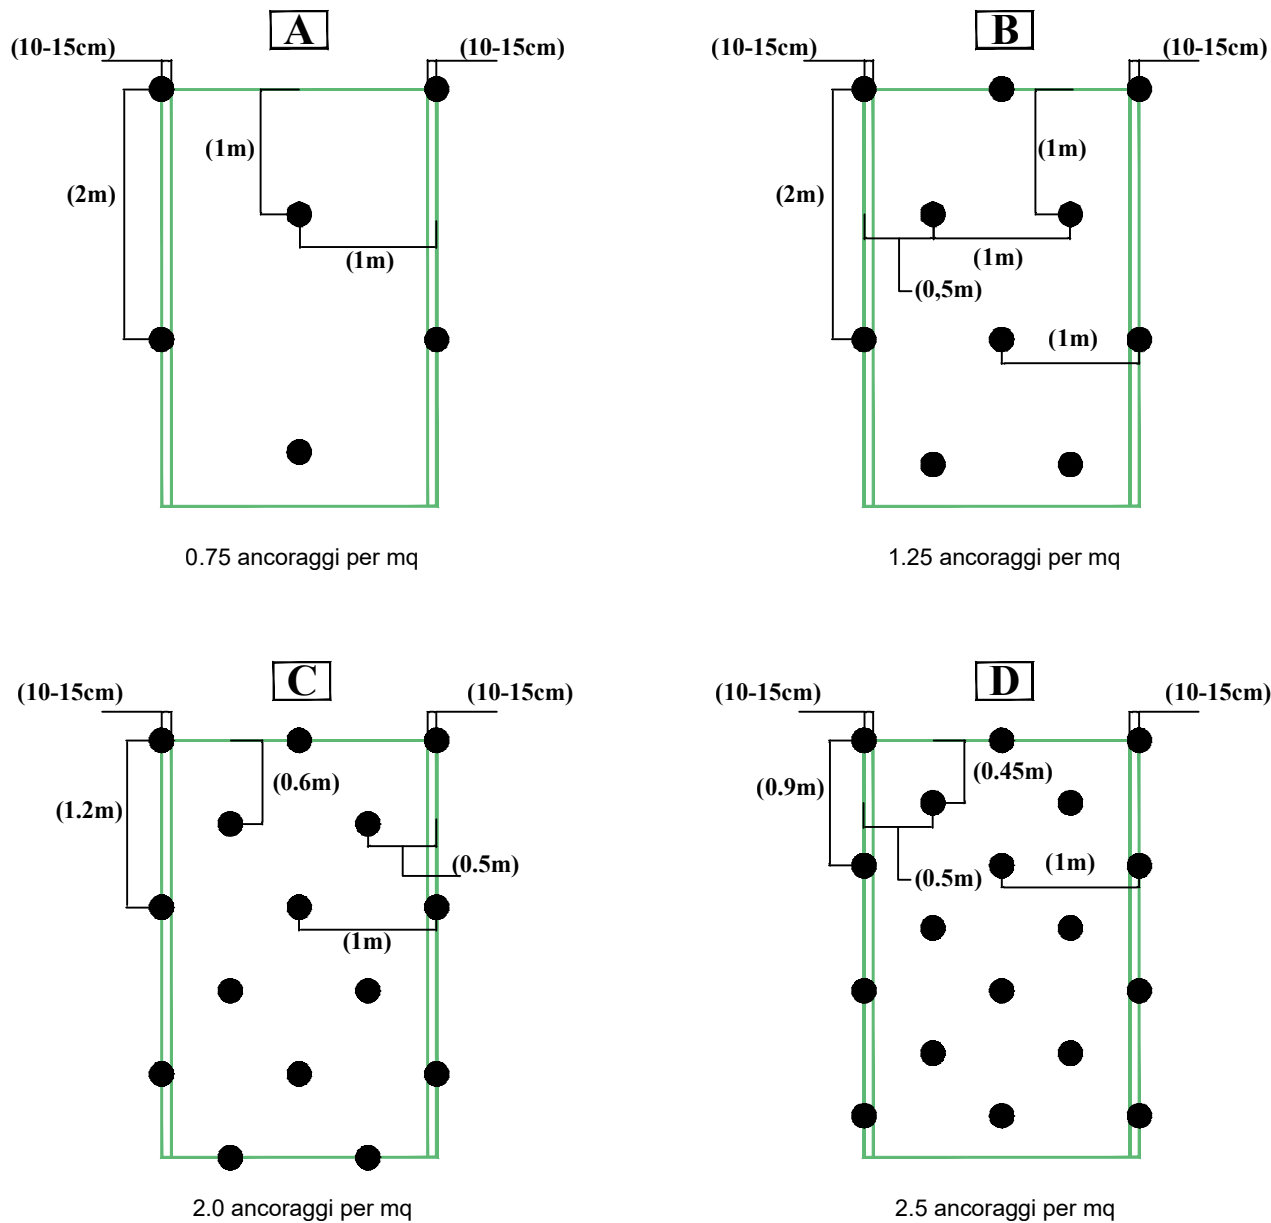 A
(10-15cm)
(10-15cm)
(1m)
(2m)
(1m)
0.75 ancoraggi per mq
B
(10-15cm)
(10-15cm)
(1m)
(2m)
(1m)
(0,5m)
(1m)
1.25 ancoraggi per mq
C
(10-15cm)
(10-15cm)
(0.6m)
(1.2m)
(0.5m)
(1m)
2.0 ancoraggi per mq
D
(10-15cm)
(10-15cm)
(0.45m)
(0.9m)
(1m)
(0.5m)
2.5 ancoraggi per mq